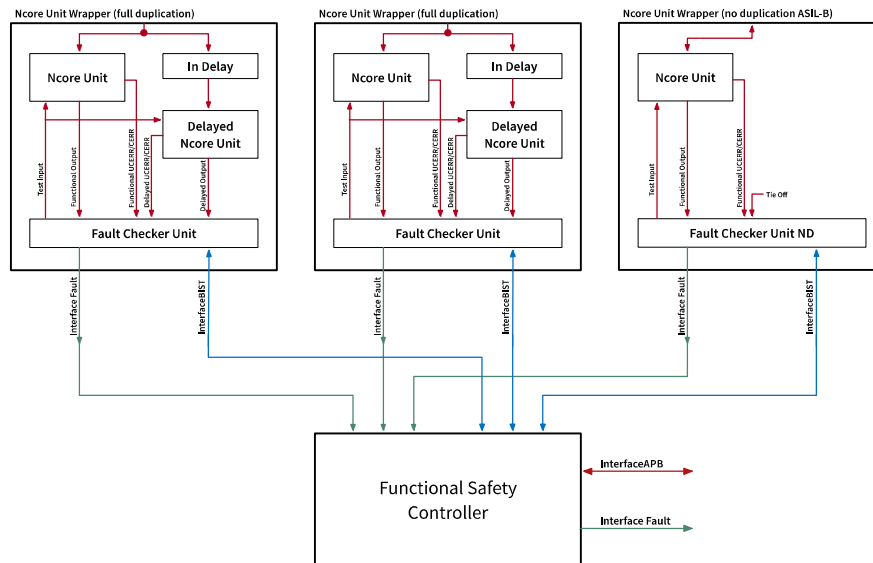 Ncore Unit Wrapper (full duplication)
Ncore Unit
In Delay
Delayed
Ncore Unit
Test Input
Functional Output
Functional UCERR/CERR
Delayed UCERR/CERR
Delayed Output
Fault Checker Unit
Interface Fault
InterfaceBIST
Ncore Unit Wrapper (full duplication)
Ncore Unit
In Delay
Delayed
Ncore Unit
Test Input
Functional Output
Functional UCERR/CERR
Delayed UCERR/CERR
Delayed Output
Fault Checker Unit
Interface Fault
InterfaceBIST
Ncore Unit Wrapper (no duplication ASIL-B)
Ncore Unit
Test Input
Functional Output
Functional UCERR/CERR
Tie Off
Fault Checker Unit ND
Interface Fault
InterfaceBIST
Functional Safety
Controller
InterfaceAPB
Interface Fault